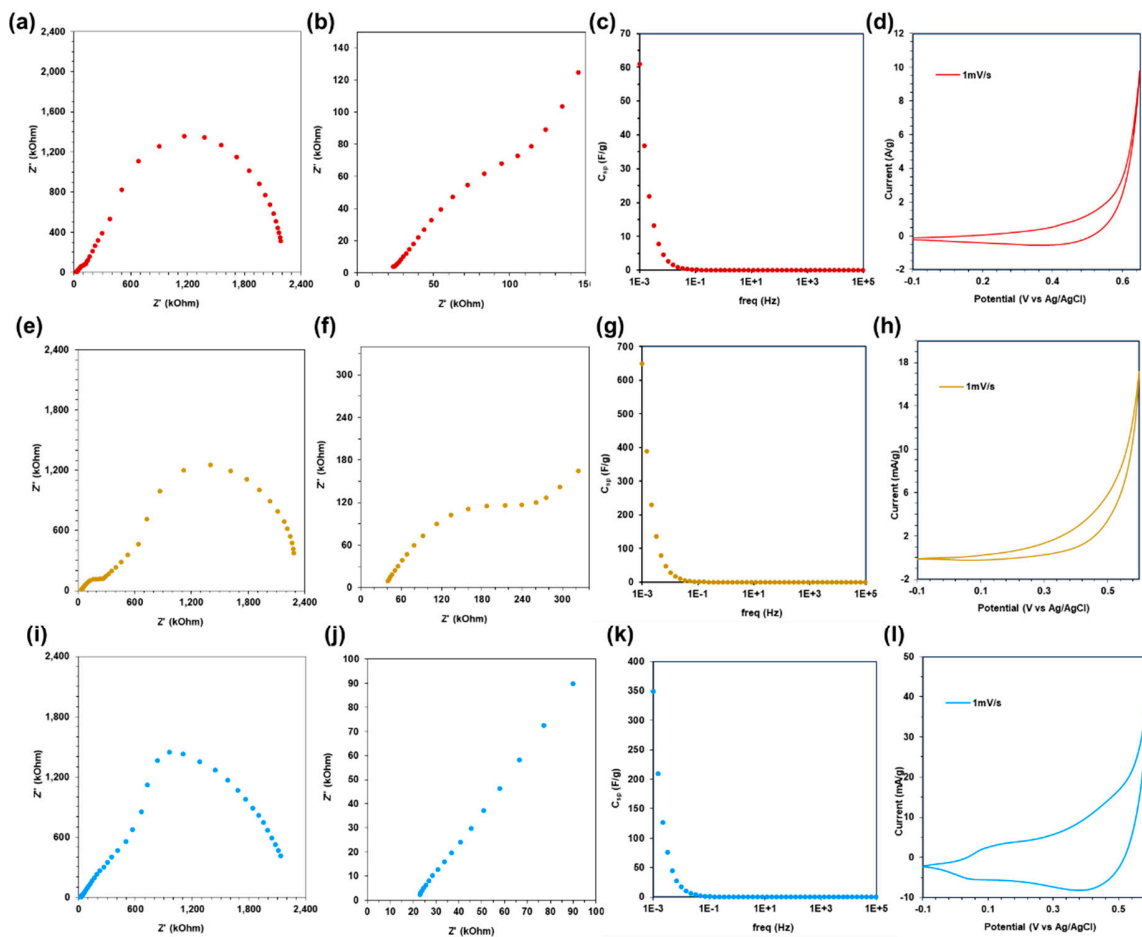 (a)
2,400
2,000
1,600
1,200
800
400
0
0 600 1,200 1,800 2,400
Z'' (kOhm)
Z' (kOhm)
(b)
140
120
100
80
60
40
20
0
0 50 100
Z'' (kOhm)
Z' (kOhm)
(c)
70
60
50
40
30
20
10
0
1E-3 1E-1 1E+1 1E+3 1E+5
Csp (F/g)
freq (Hz)
(d)
12
10
8
6
4
2
0
-2
-0.1 0.2 0.4 0.6
1mV/s
Current (A/g)
Potential (V vs Ag/AgCl)
(e)
2,400
1,800
1,200
600
0
0 600 1,200 1,800 2,400
Z'' (kOhm)
Z' (kOhm)
(f)
300
240
180
120
60
0
0 60 120 180 240 300
Z'' (kOhm)
Z' (kOhm)
(g)
700
600
500
400
300
200
100
0
1E-3 1E-1 1E+1 1E+3 1E+5
Csp (F/g)
freq (Hz)
(h)
18
14
10
6
2
-2
-0.1 0.1 0.3 0.5
1mV/s
Current (mA/g)
Potential (V vs Ag/AgCl)
(i)
2,400
1,800
1,200
600
0
0 600 1,200 1,800 2,400
Z'' (kOhm)
Z' (kOhm)
(j)
100
90
80
70
60
50
40
30
20
10
0
0 10 20 30 40 50 60 70 80 90 100
Z'' (kOhm)
Z' (kOhm)
(k)
400
350
300
250
200
150
100
50
0
1E-3 1E-1 1E+1 1E+3 1E+5
Csp (F/g)
freq (Hz)
(l)
50
40
30
20
10
0
-10
-0.1 0.1 0.3 0.5
1mV/s
Current (mA/g)
Potential (V vs Ag/AgCl)